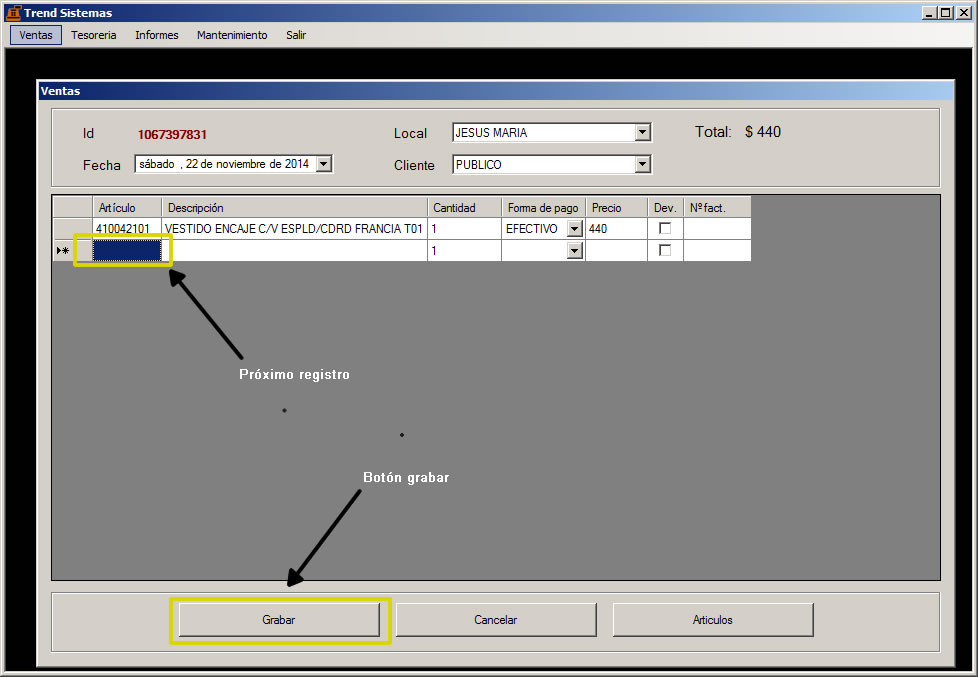 Trend Sistemas
Ventas Tesoreria Informes Mantenimiento Salir
Ventas
Id 1067397831 Local JESUS MARIA Total: $ 440
Fecha sábado , 22 de noviembre de 2014 Cliente PUBLICO
Artículo Descripción Cantidad Forma de pago Precio Dev. Nº fact.
410042101 VESTIDO ENCAJE C/V ESPLD/CDRD FRANCIA T01 1 EFECTIVO 440
1
Próximo registro
Botón grabar
Grabar Cancelar Articulos